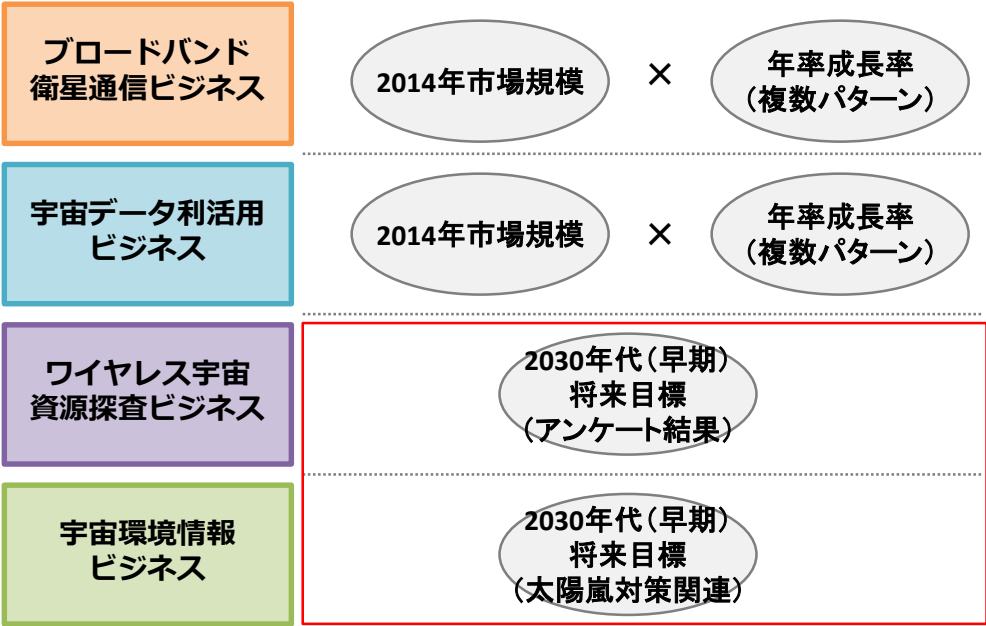 ブロードバンド
衛星通信ビジネス
2014年市場規模
×
年率成長率
（複数パターン）
宇宙データ利活用
ビジネス
2014年市場規模
×
年率成長率
（複数パターン）
ワイヤレス宇宙
資源探査ビジネス
2030年代（早期）
将来目標
（アンケート結果）
宇宙環境情報
ビジネス
2030年代（早期）
将来目標
（太陽嵐対策関連）